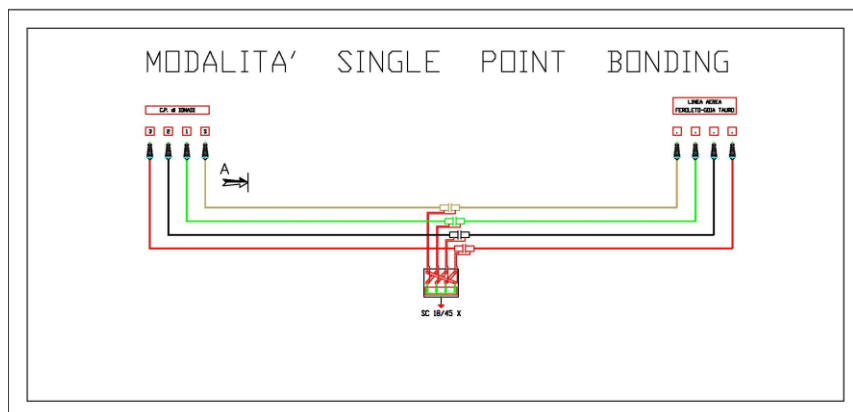 MODALITA' SINGLE POINT BONDING
C.P. di IONADI
LINEA AEREA
FEROLETO-GOIA TAURO
3 2 1 S
. . . .
A
SC 18/45 X